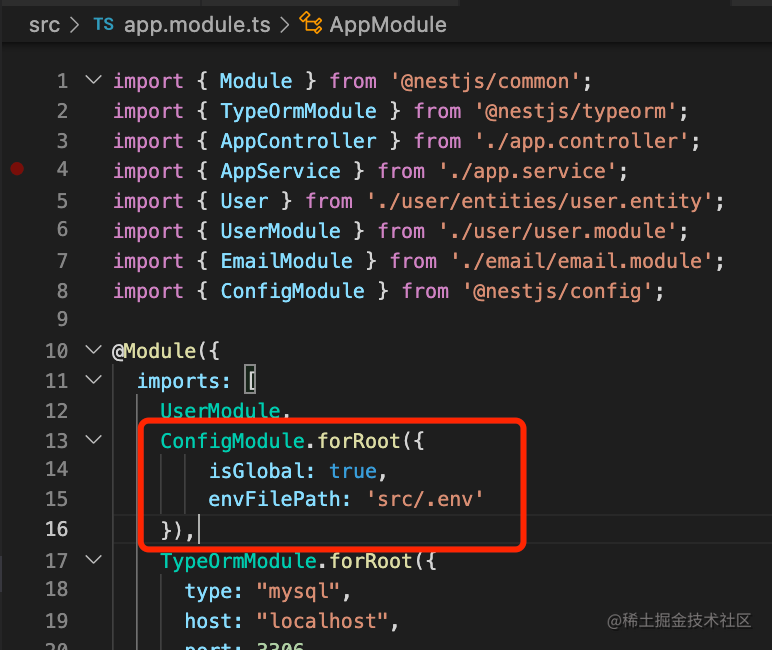 src > TS app.module.ts > AppModule
1 import { Module } from '@nestjs/common';
2 import { TypeOrmModule } from '@nestjs/typeorm';
3 import { AppController } from './app.controller';
4 import { AppService } from './app.service';
5 import { User } from './user/entities/user.entity';
6 import { UserModule } from './user/user.module';
7 import { EmailModule } from './email/email.module';
8 import { ConfigModule } from '@nestjs/config';
9
10 @Module({
11 imports: [
12 UserModule,
13 ConfigModule.forRoot({
14 isGlobal: true,
15 envFilePath: 'src/.env'
16 }),
17 TypeOrmModule.forRoot({
18 type: "mysql",
19 host: "localhost",
20 port: 3306
@稀土掘金技术社区